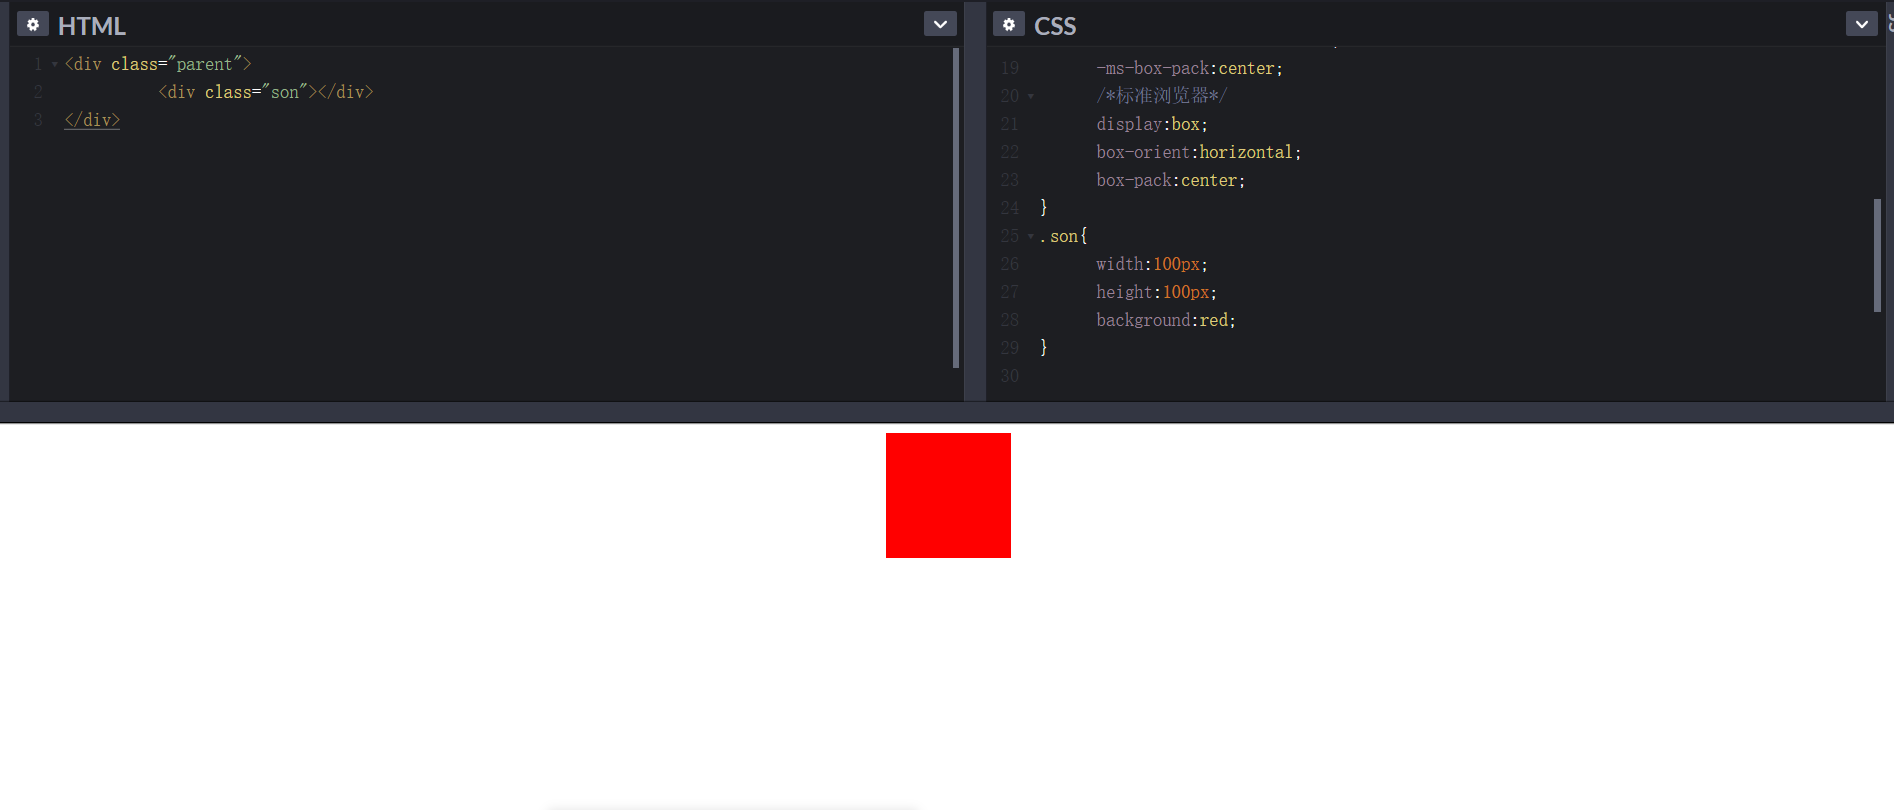 HTML
1 <div class="parent">
2 <div class="son"></div>
3 </div>
CSS
19 -ms-box-pack:center;
20 /*标准浏览器*/
21 display:box;
22 box-orient:horizontal;
23 box-pack:center;
24 }
25 .son{
26 width:100px;
27 height:100px;
28 background:red;
29 }
30